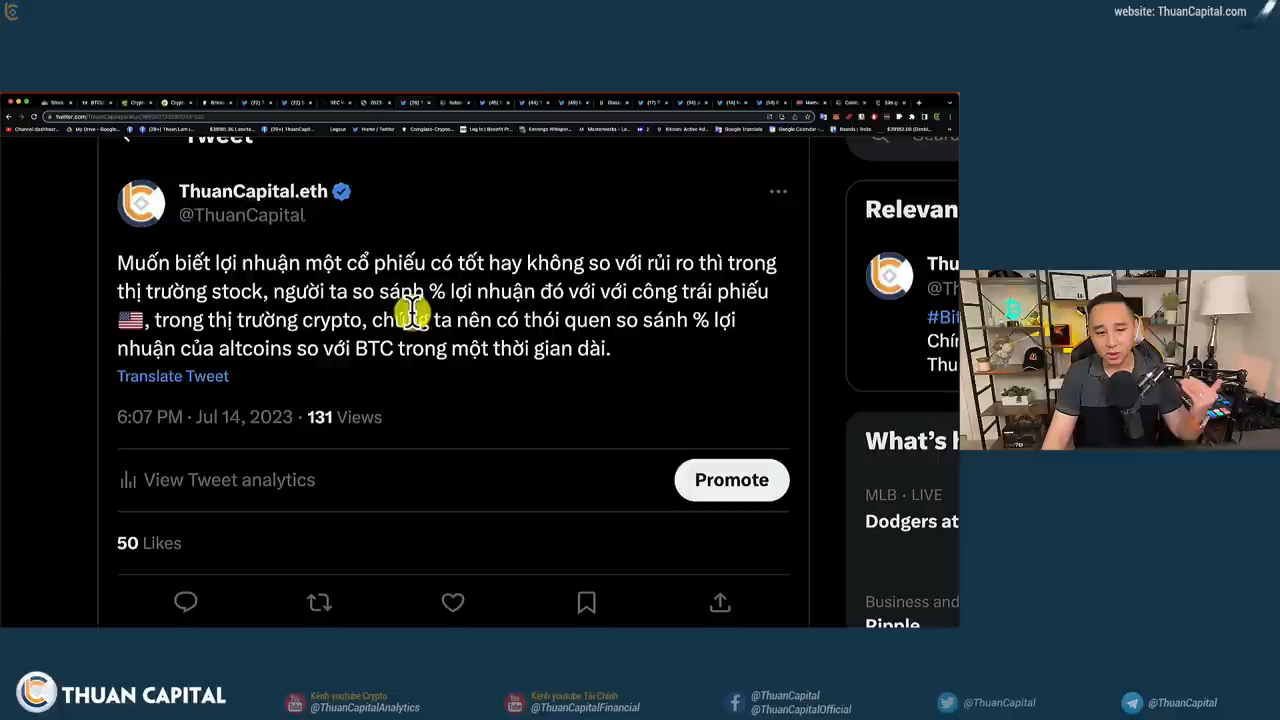 website: ThuanCapital.com
twitter.com/ThuanCapital
Tweet
ThuanCapital.eth
@ThuanCapital
Muốn biết lợi nhuận một cổ phiếu có tốt hay không so với rủi ro thì trong
thị trường stock, người ta so sánh % lợi nhuận đó với với công trái phiếu
🇺🇸, trong thị trường crypto, chúng ta nên có thói quen so sánh % lợi
nhuận của altcoins so với BTC trong một thời gian dài.
Translate Tweet
6:07 PM · Jul 14, 2023 · 131 Views
View Tweet analytics
Promote
50 Likes
Relevan
Thu
@Th
#Bit
Chín
Thu
What's h
MLB · LIVE
Dodgers at
Business and
Ripple
THUAN CAPITAL
Kênh youtube Crypto
@ThuanCapitalAnalytics
Kênh youtube Tài Chính
@ThuanCapitalFinancial
@ThuanCapital
@ThuanCapitalOfficial
@ThuanCapital
@ThuanCapital